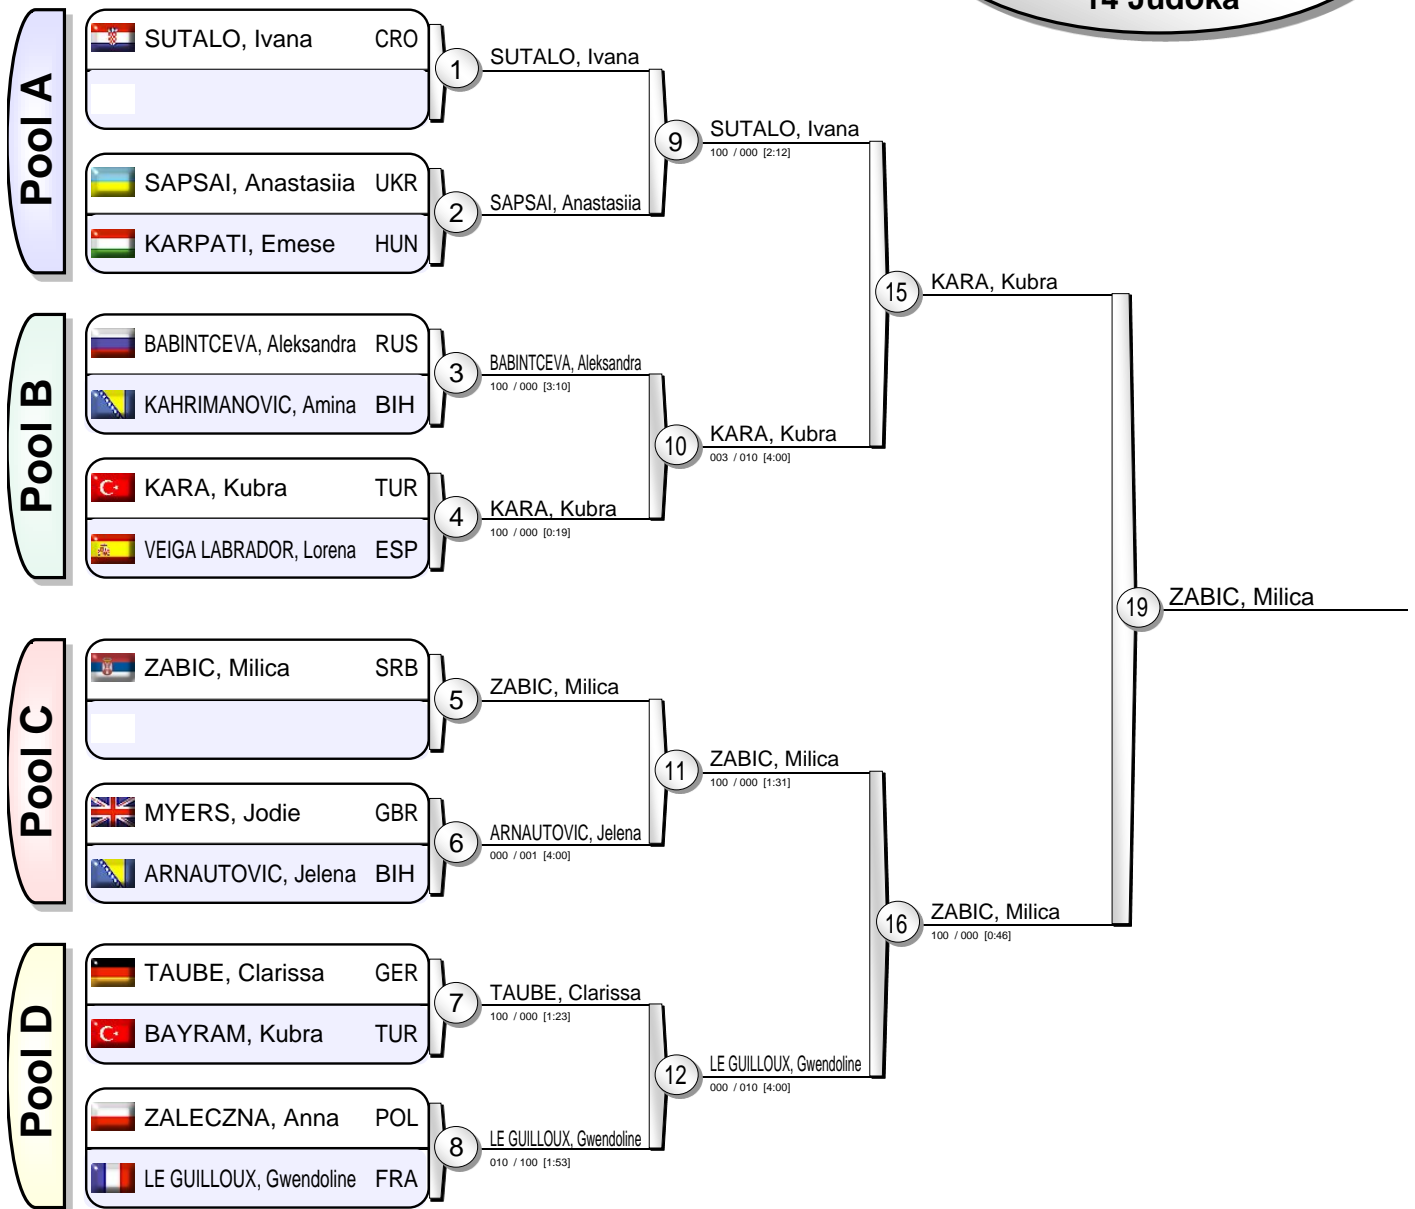 14 Judoka
Pool A
SUTALO, Ivana CRO
1
SUTALO, Ivana
SAPSAI, Anastasiia UKR
KARPATI, Emese HUN
2
SAPSAI, Anastasiia
9
SUTALO, Ivana
100 / 000 [2:12]
Pool B
BABINTCEVA, Aleksandra RUS
KAHRIMANOVIC, Amina BIH
3
BABINTCEVA, Aleksandra
100 / 000 [3:10]
KARA, Kubra TUR
VEIGA LABRADOR, Lorena ESP
4
KARA, Kubra
100 / 000 [0:19]
10
KARA, Kubra
003 / 010 [4:00]
15
KARA, Kubra
Pool C
ZABIC, Milica SRB
5
ZABIC, Milica
MYERS, Jodie GBR
ARNAUTOVIC, Jelena BIH
6
ARNAUTOVIC, Jelena
000 / 001 [4:00]
11
ZABIC, Milica
100 / 000 [1:31]
Pool D
TAUBE, Clarissa GER
BAYRAM, Kubra TUR
7
TAUBE, Clarissa
100 / 000 [1:23]
ZALECZNA, Anna POL
LE GUILLOUX, Gwendoline FRA
8
LE GUILLOUX, Gwendoline
010 / 100 [1:53]
12
LE GUILLOUX, Gwendoline
000 / 010 [4:00]
16
ZABIC, Milica
100 / 000 [0:46]
19
ZABIC, Milica